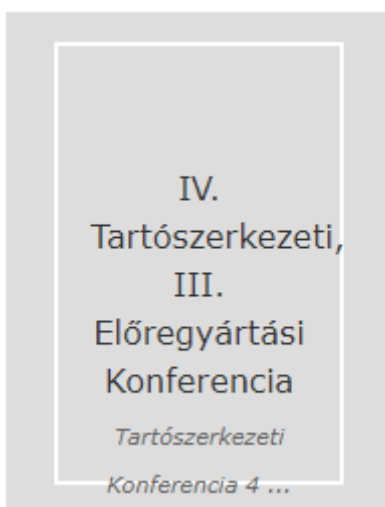 IV.
Tartószerkezeti,
III.
Előregyártási
Konferencia
Tartószerkezeti
Konferencia 4 ...